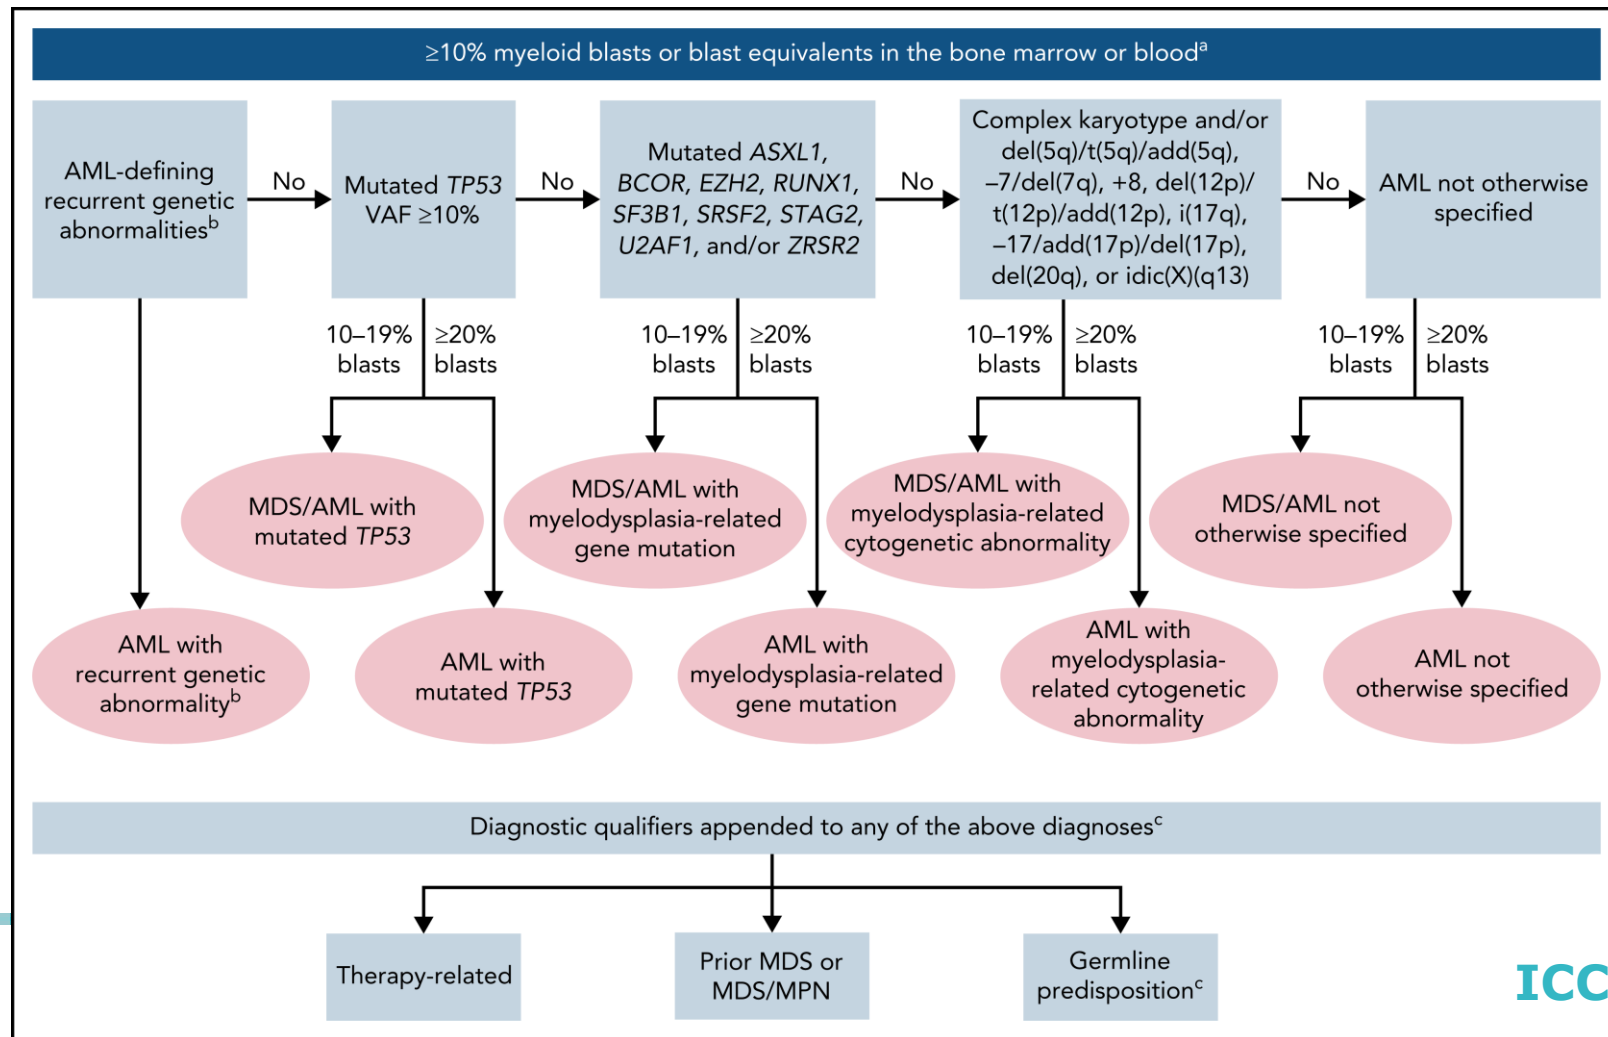 ≥10% myeloid blasts or blast equivalents in the bone marrow or blood^a
AML-defining
recurrent genetic
abnormalities^b
No
Mutated TP53
VAF ≥10%
No
Mutated ASXL1,
BCOR, EZH2, RUNX1,
SF3B1, SRSF2, STAG2,
U2AF1, and/or ZRSR2
No
Complex karyotype and/or
del(5q)/t(5q)/add(5q),
–7/del(7q), +8, del(12p)/
t(12p)/add(12p), i(17q),
–17/add(17p)/del(17p),
del(20q), or idic(X)(q13)
No
AML not otherwise
specified
10–19%
blasts
≥20%
blasts
10–19%
blasts
≥20%
blasts
10–19%
blasts
≥20%
blasts
10–19%
blasts
≥20%
blasts
MDS/AML with
mutated TP53
MDS/AML with
myelodysplasia-related
gene mutation
MDS/AML with
myelodysplasia-related
cytogenetic abnormality
MDS/AML not
otherwise specified
AML with
recurrent genetic
abnormality^b
AML with
mutated TP53
AML with
myelodysplasia-related
gene mutation
AML with
myelodysplasia-
related cytogenetic
abnormality
AML not
otherwise specified
Diagnostic qualifiers appended to any of the above diagnoses^c
Therapy-related
Prior MDS or
MDS/MPN
Germline
predisposition^c
ICC